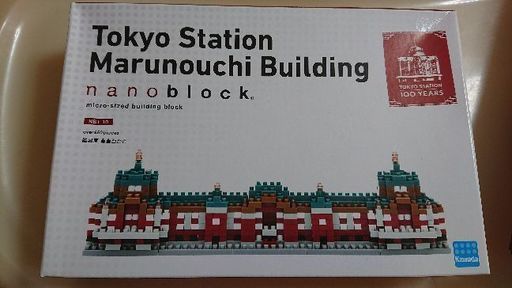 Tokyo Station
Marunouchi Building
nanoblock®
micro-sized building block
TOKYO STATION
100 YEARS
Kawada